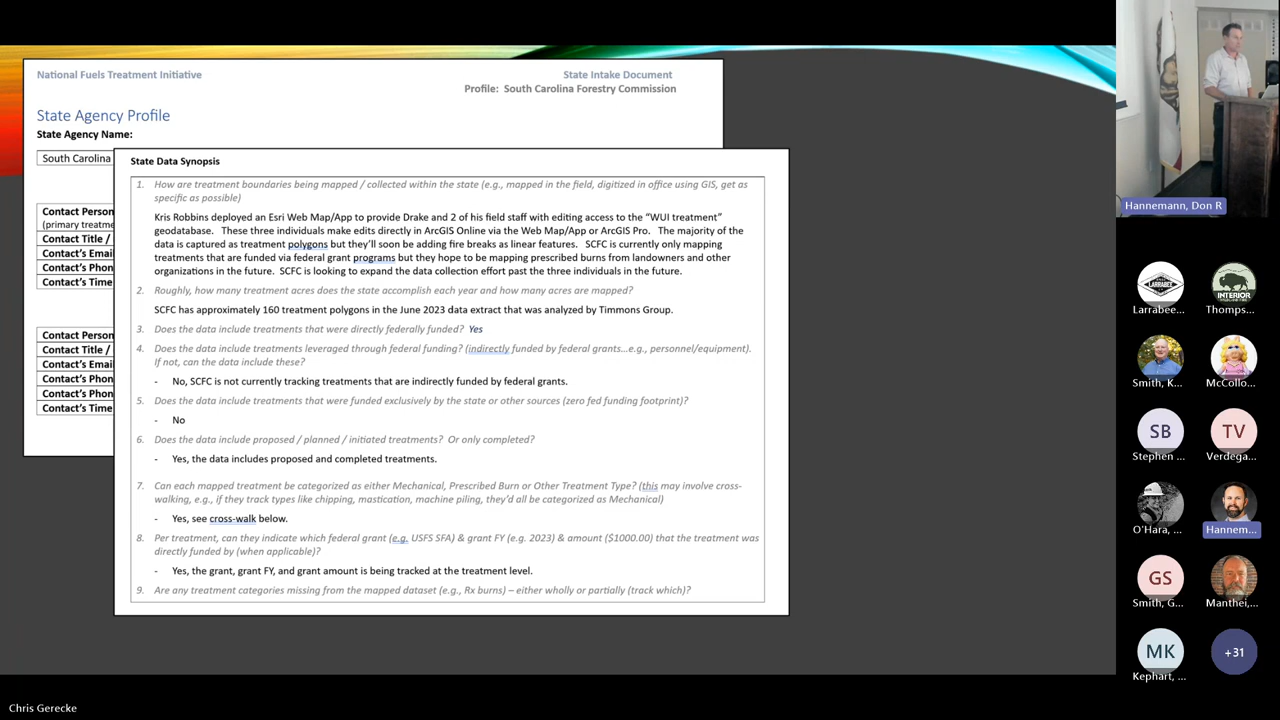 National Fuels Treatment Initiative
State Intake Document
Profile: South Carolina Forestry Commission
State Agency Profile
State Agency Name:
South Carolina
Contact Person
(primary treatme
Contact Title /
Contact's Email
Contact's Phon
Contact's Time
Contact Person
Contact Title /
Contact's Email
Contact's Phon
Contact's Phon
Contact's Time
State Data Synopsis
1. How are treatment boundaries being mapped / collected within the state (e.g., mapped in the field, digitized in office using GIS, get as
specific as possible)
Kris Robbins deployed an Esri Web Map/App to provide Drake and 2 of his field staff with editing access to the "WUI treatment"
geodatabase. These three individuals make edits directly in ArcGIS Online via the Web Map/App or ArcGIS Pro. The majority of the
data is captured as treatment polygons but they'll soon be adding fire breaks as linear features. SCFC is currently only mapping
treatments that are funded via federal grant programs but they hope to be mapping prescribed burns from landowners and other
organizations in the future. SCFC is looking to expand the data collection effort past the three individuals in the future.
2. Roughly, how many treatment acres does the state accomplish each year and how many acres are mapped?
SCFC has approximately 160 treatment polygons in the June 2023 data extract that was analyzed by Timmons Group.
3. Does the data include treatments that were directly federally funded? Yes
4. Does the data include treatments leveraged through federal funding? (indirectly funded by federal grants…e.g., personnel/equipment).
If not, can the data include these?
- No, SCFC is not currently tracking treatments that are indirectly funded by federal grants.
5. Does the data include treatments that were funded exclusively by the state or other sources (zero fed funding footprint)?
- No
6. Does the data include proposed / planned / initiated treatments? Or only completed?
- Yes, the data includes proposed and completed treatments.
7. Can each mapped treatment be categorized as either Mechanical, Prescribed Burn or Other Treatment Type? (this may involve cross-
walking, e.g., if they track types like chipping, mastication, machine piling, they'd all be categorized as Mechanical)
- Yes, see cross-walk below.
8. Per treatment, can they indicate which federal grant (e.g. USFS SFA) & grant FY (e.g. 2023) & amount ($1000.00) that the treatment was
directly funded by (when applicable)?
- Yes, the grant, grant FY, and grant amount is being tracked at the treatment level.
9. Are any treatment categories missing from the mapped dataset (e.g., Rx burns) – either wholly or partially (track which)?
Hannemann, Don R
LARRABEE
Larrabee...
INTERIOR
Thomps...
Smith, K...
McCollo...
SB
Stephen ...
TV
Verdega...
O'Hara, ...
Hannem...
GS
Smith, G...
Manthei,...
MK
Kephart, ...
+31
Chris Gerecke